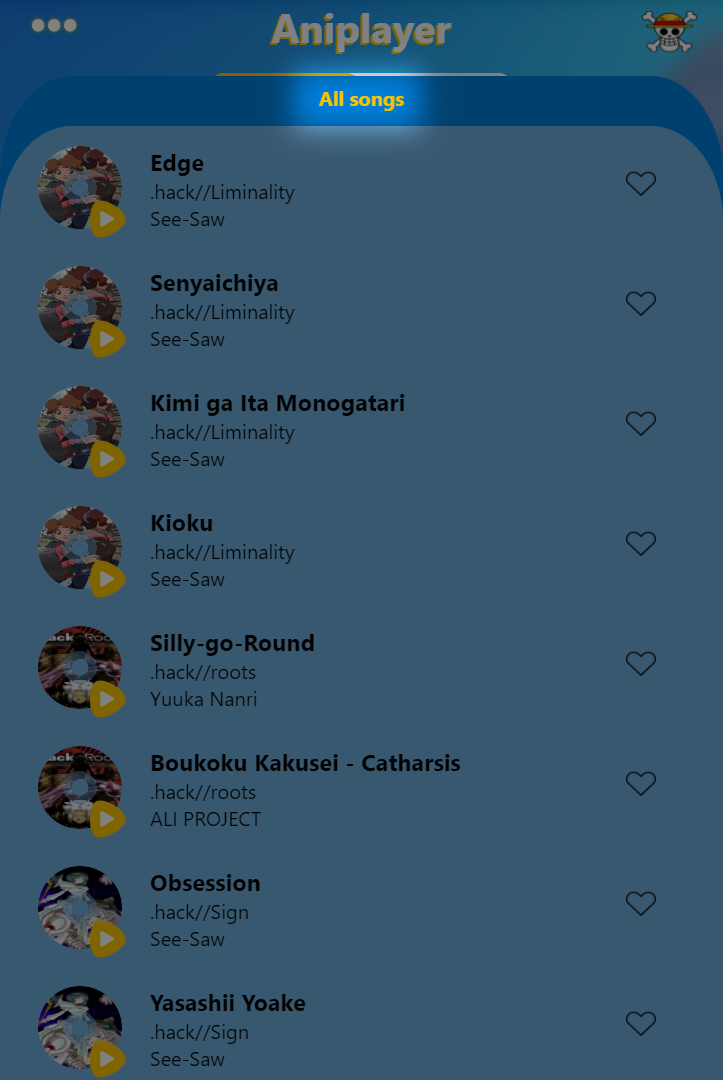 Aniplayer
All songs
Edge
.hack//Liminality
See-Saw
Senyaichiya
.hack//Liminality
See-Saw
Kimi ga Ita Monogatari
.hack//Liminality
See-Saw
Kioku
.hack//Liminality
See-Saw
Silly-go-Round
.hack//roots
Yuuka Nanri
Boukoku Kakusei - Catharsis
.hack//roots
ALI PROJECT
Obsession
.hack//Sign
See-Saw
Yasashii Yoake
.hack//Sign
See-Saw